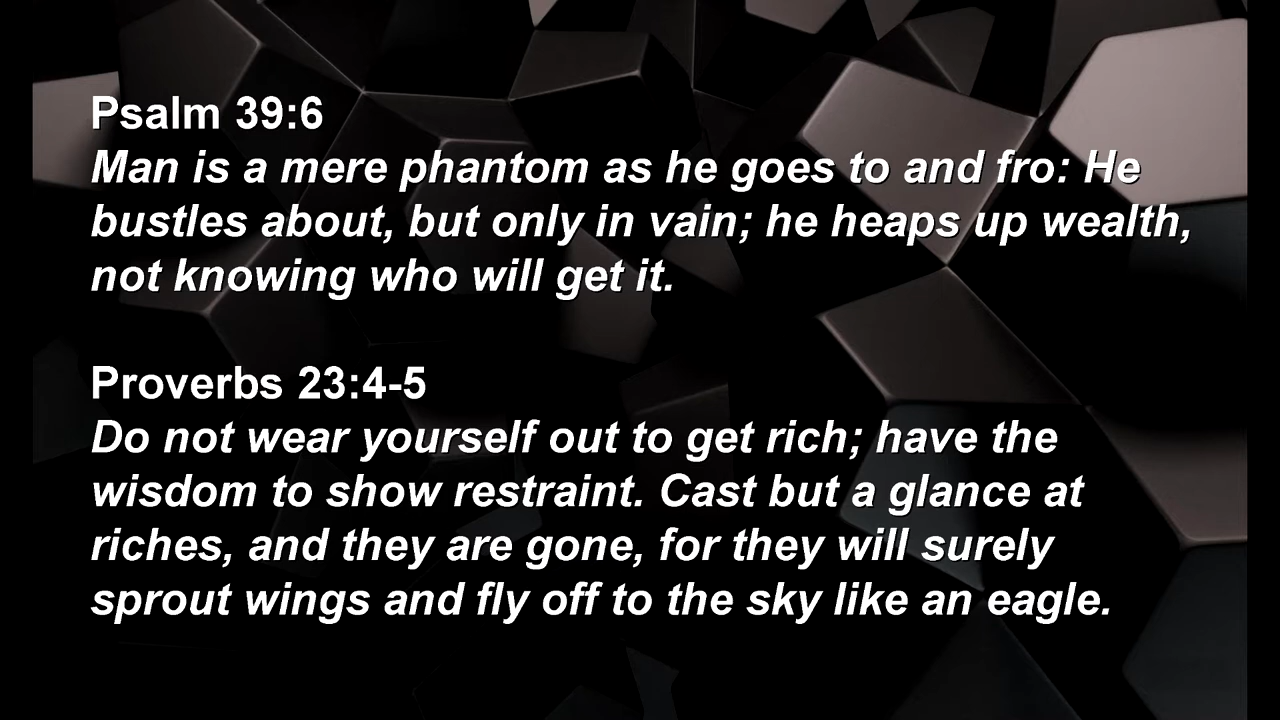 Psalm 39:6
Man is a mere phantom as he goes to and fro: He
bustles about, but only in vain; he heaps up wealth,
not knowing who will get it.
Proverbs 23:4-5
Do not wear yourself out to get rich; have the
wisdom to show restraint. Cast but a glance at
riches, and they are gone, for they will surely
sprout wings and fly off to the sky like an eagle.